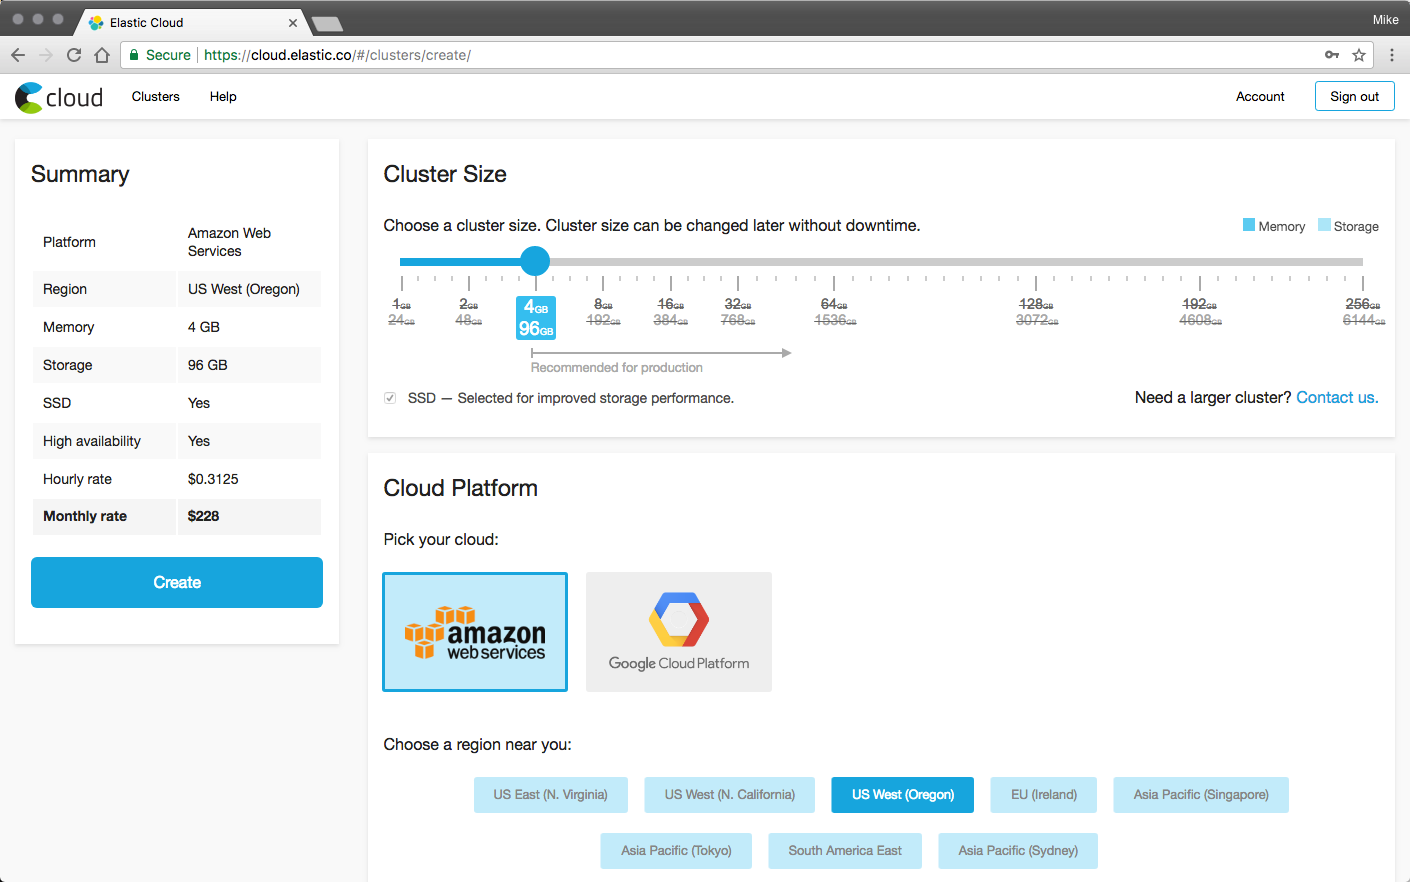 Elastic Cloud
Mike
Secure
https://cloud.elastic.co/#/clusters/create/
cloud
Clusters
Help
Account
Sign out
Summary
Platform
Amazon Web
Services
Region
US West (Oregon)
Memory
4 GB
Storage
96 GB
SSD
Yes
High availability
Yes
Hourly rate
$0.3125
Monthly rate
$228
Create
Cluster Size
Choose a cluster size. Cluster size can be changed later without downtime.
Memory
Storage
1GB 2GB 4GB 8GB 16GB 32GB 64GB 128GB 192GB 256GB
24GB 48GB 96GB 192GB 384GB 768GB 1536GB 3072GB 4608GB 6144GB
Recommended for production
SSD — Selected for improved storage performance.
Need a larger cluster? Contact us.
Cloud Platform
Pick your cloud:
amazon
web services
Google Cloud Platform
Choose a region near you:
US East (N. Virginia)
US West (N. California)
US West (Oregon)
EU (Ireland)
Asia Pacific (Singapore)
Asia Pacific (Tokyo)
South America East
Asia Pacific (Sydney)